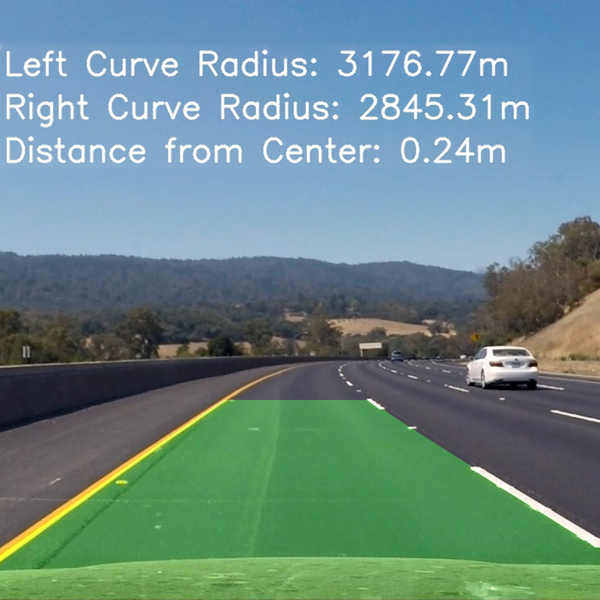 Left Curve Radius: 3176.77m
Right Curve Radius: 2845.31m
Distance from Center: 0.24m